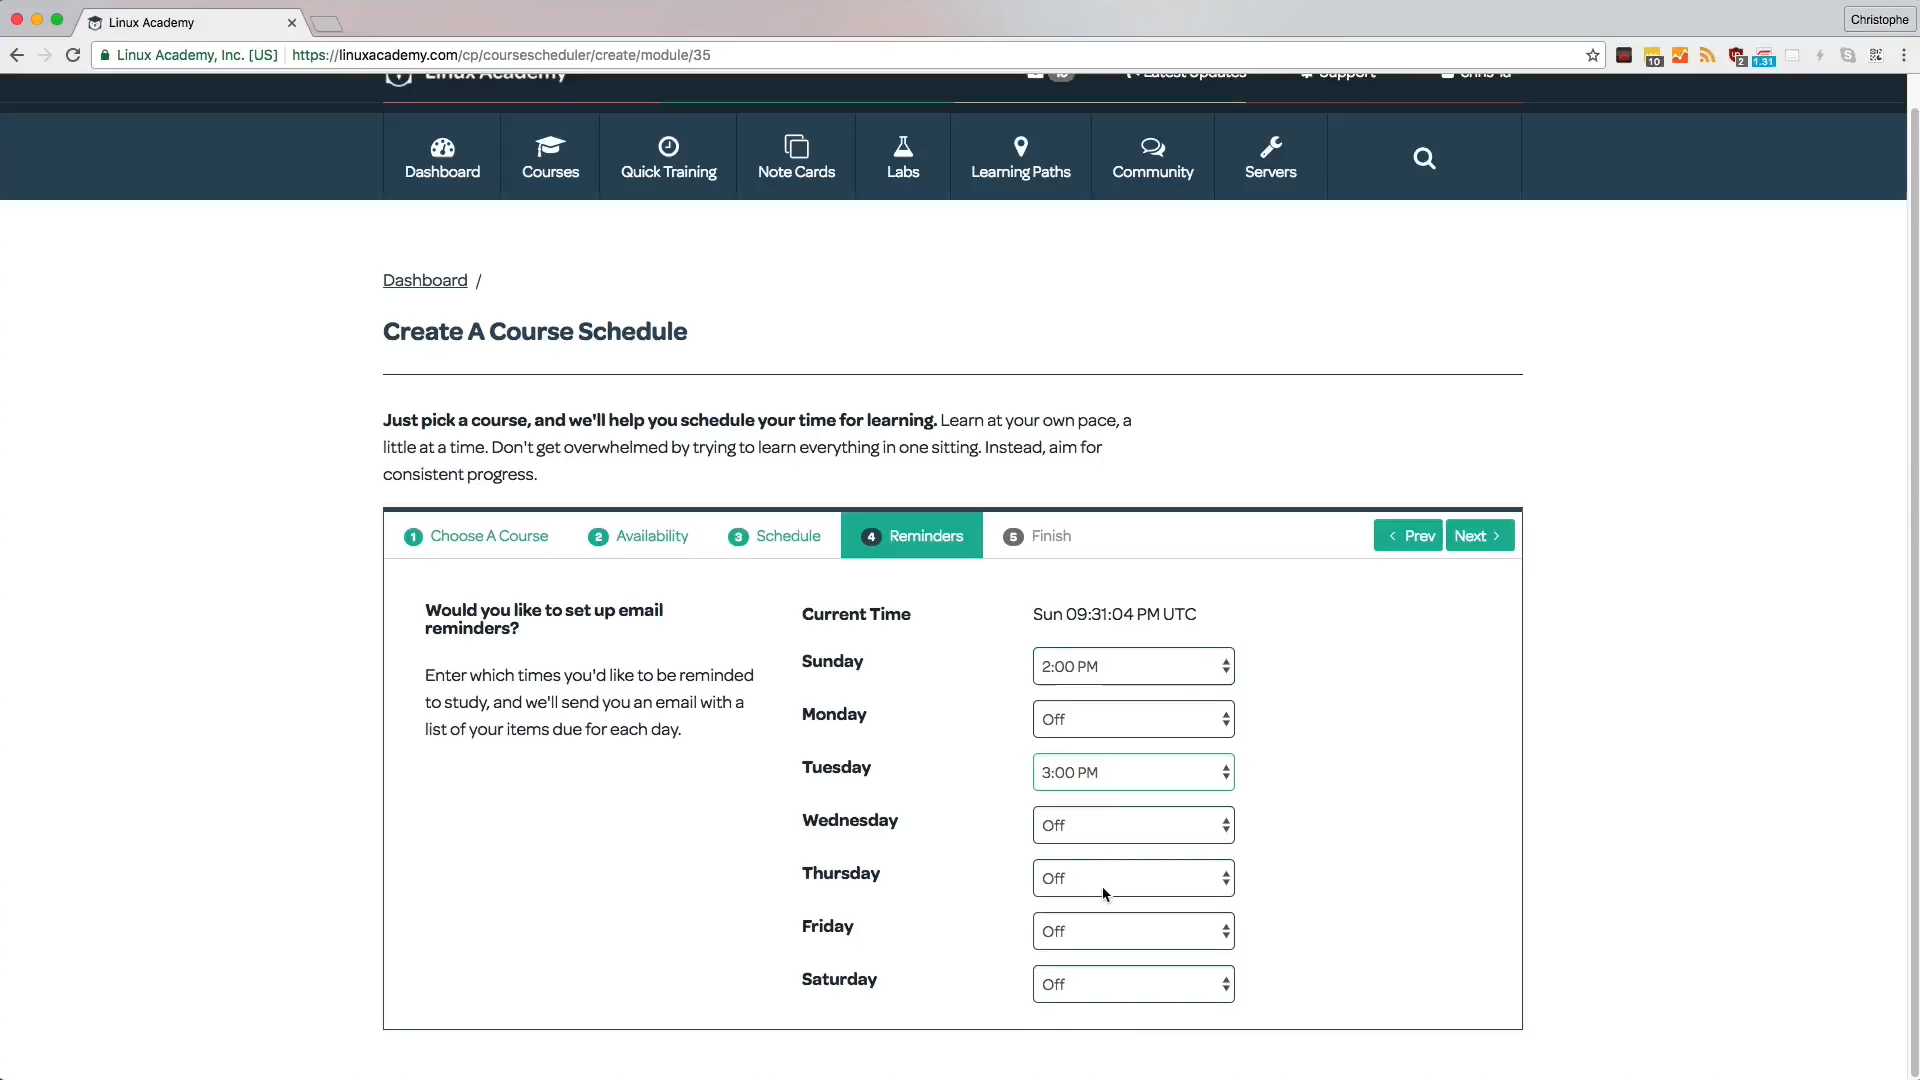 Linux Academy
Christophe
Linux Academy, Inc. [US] https://linuxacademy.com/cp/coursescheduler/create/module/35
10 2 1.31
Linux Academy Latest Updates Support
Dashboard Courses Quick Training Note Cards Labs Learning Paths Community Servers
Dashboard /
Create A Course Schedule
Just pick a course, and we'll help you schedule your time for learning. Learn at your own pace, a
little at a time. Don't get overwhelmed by trying to learn everything in one sitting. Instead, aim for
consistent progress.
1 Choose A Course 2 Availability 3 Schedule 4 Reminders 5 Finish Prev Next
Would you like to set up email
reminders?
Enter which times you'd like to be reminded
to study, and we'll send you an email with a
list of your items due for each day.
Current Time Sun 09:31:04 PM UTC
Sunday 2:00 PM
Monday Off
Tuesday 3:00 PM
Wednesday Off
Thursday Off
Friday Off
Saturday Off